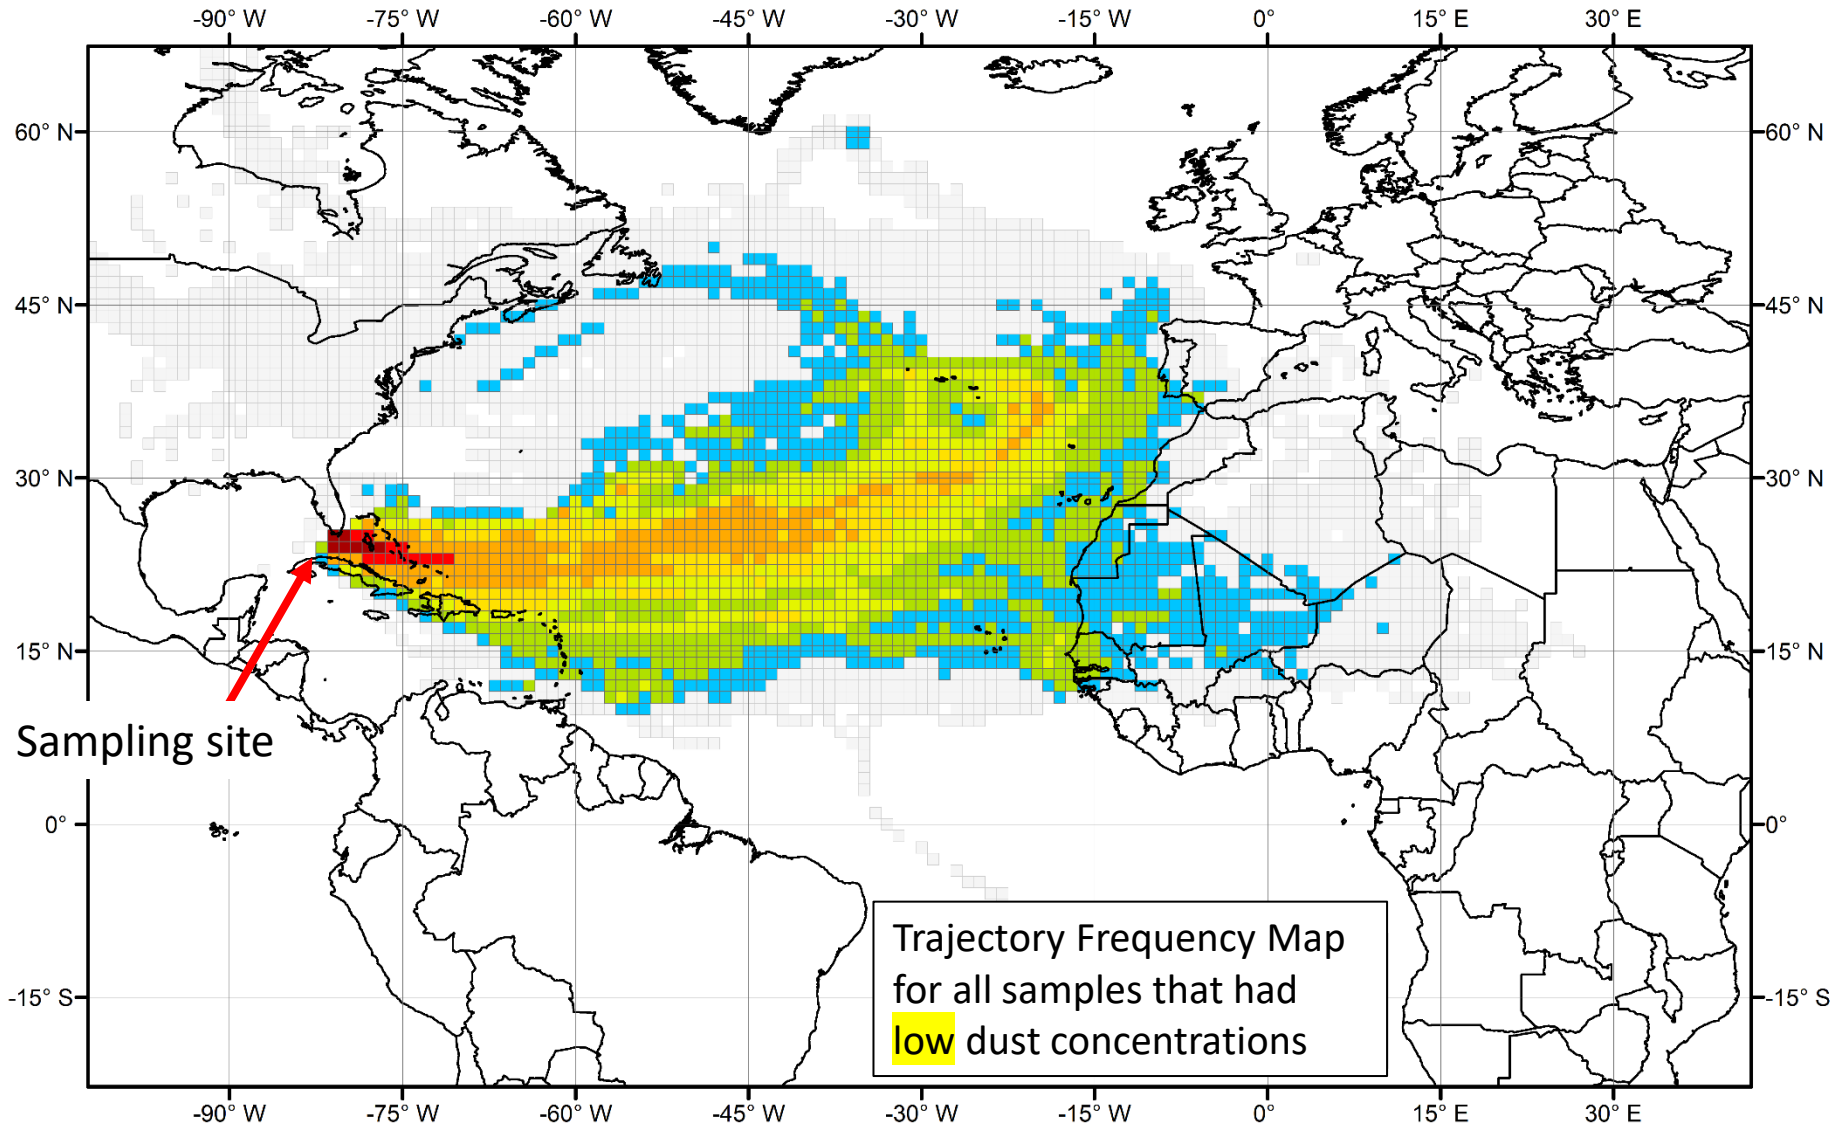 -90° W -75° W -60° W -45° W -30° W -15° W 0° 15° E 30° E
60° N 60° N
45° N 45° N
30° N 30° N
15° N 15° N
Sampling site
0° 0°
Trajectory Frequency Map
for all samples that had
low dust concentrations
-15° S -15° S
-90° W -75° W -60° W -45° W -30° W -15° W 0° 15° E 30° E